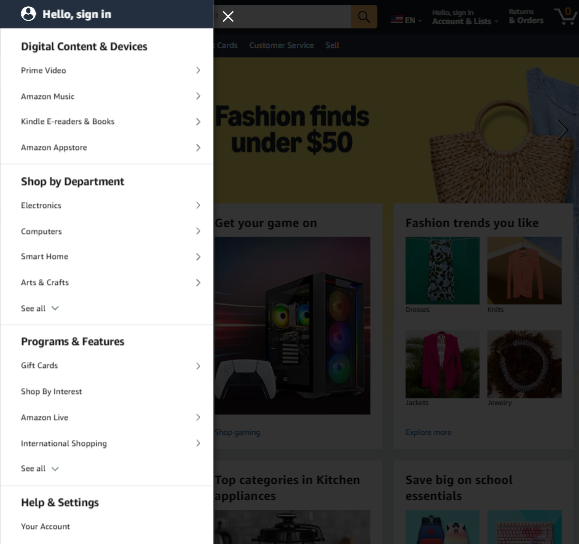 Hello, sign in
Digital Content & Devices
Prime Video
Amazon Music
Kindle E-readers & Books
Amazon Appstore
Shop by Department
Electronics
Computers
Smart Home
Arts & Crafts
See all
Programs & Features
Gift Cards
Shop By Interest
Amazon Live
International Shopping
See all
Help & Settings
Your Account
EN
Hello, sign in
Account & Lists
Returns
& Orders
0
Cards
Customer Service
Sell
Fashion finds
under $50
Get your game on
Shop gaming
Fashion trends you like
Dresses
Knits
Jackets
Jewelry
Explore more
Top categories in Kitchen
appliances
Save big on school
essentials